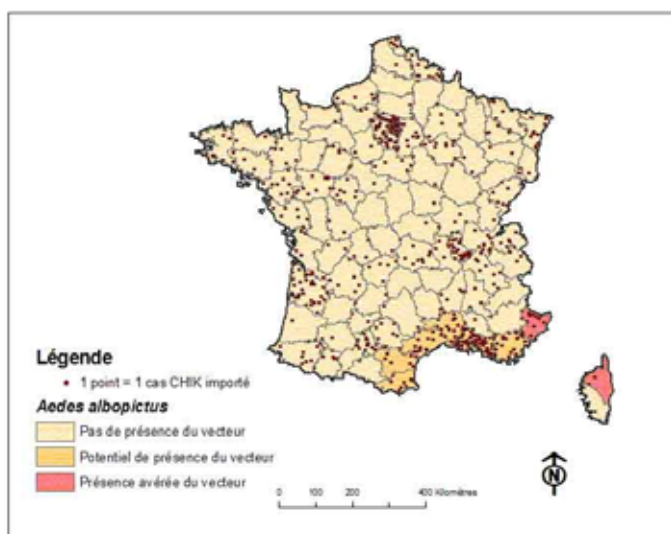 Légende
1 point = 1 cas CHIK importé
Aedes albopictus
Pas de présence du vecteur
Potentiel de présence du vecteur
Présence avérée du vecteur
0 100 200 400 Kilomètres
N